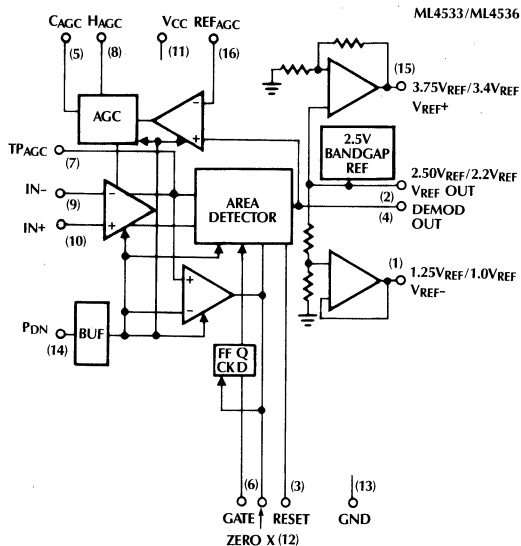 ML4533/ML4536
CAGC HAGC VCC REFAGC
(5) (8) (11) (16)
(15)
3.75VREF/3.4VREF
VREF+
AGC
TPAGC
(7)
2.5V
BANDGAP
REF
IN−
(9)
AREA
DETECTOR
2.50VREF/2.2VREF
VREF OUT
(2)
(4)
DEMOD
OUT
IN+
(10)
− +
− +
+ −
(1)
1.25VREF/1.0VREF
VREF−
PDN
(14)
BUF
FF Q
CK D
(6) (3) (13)
GATE RESET GND
ZERO X (12)